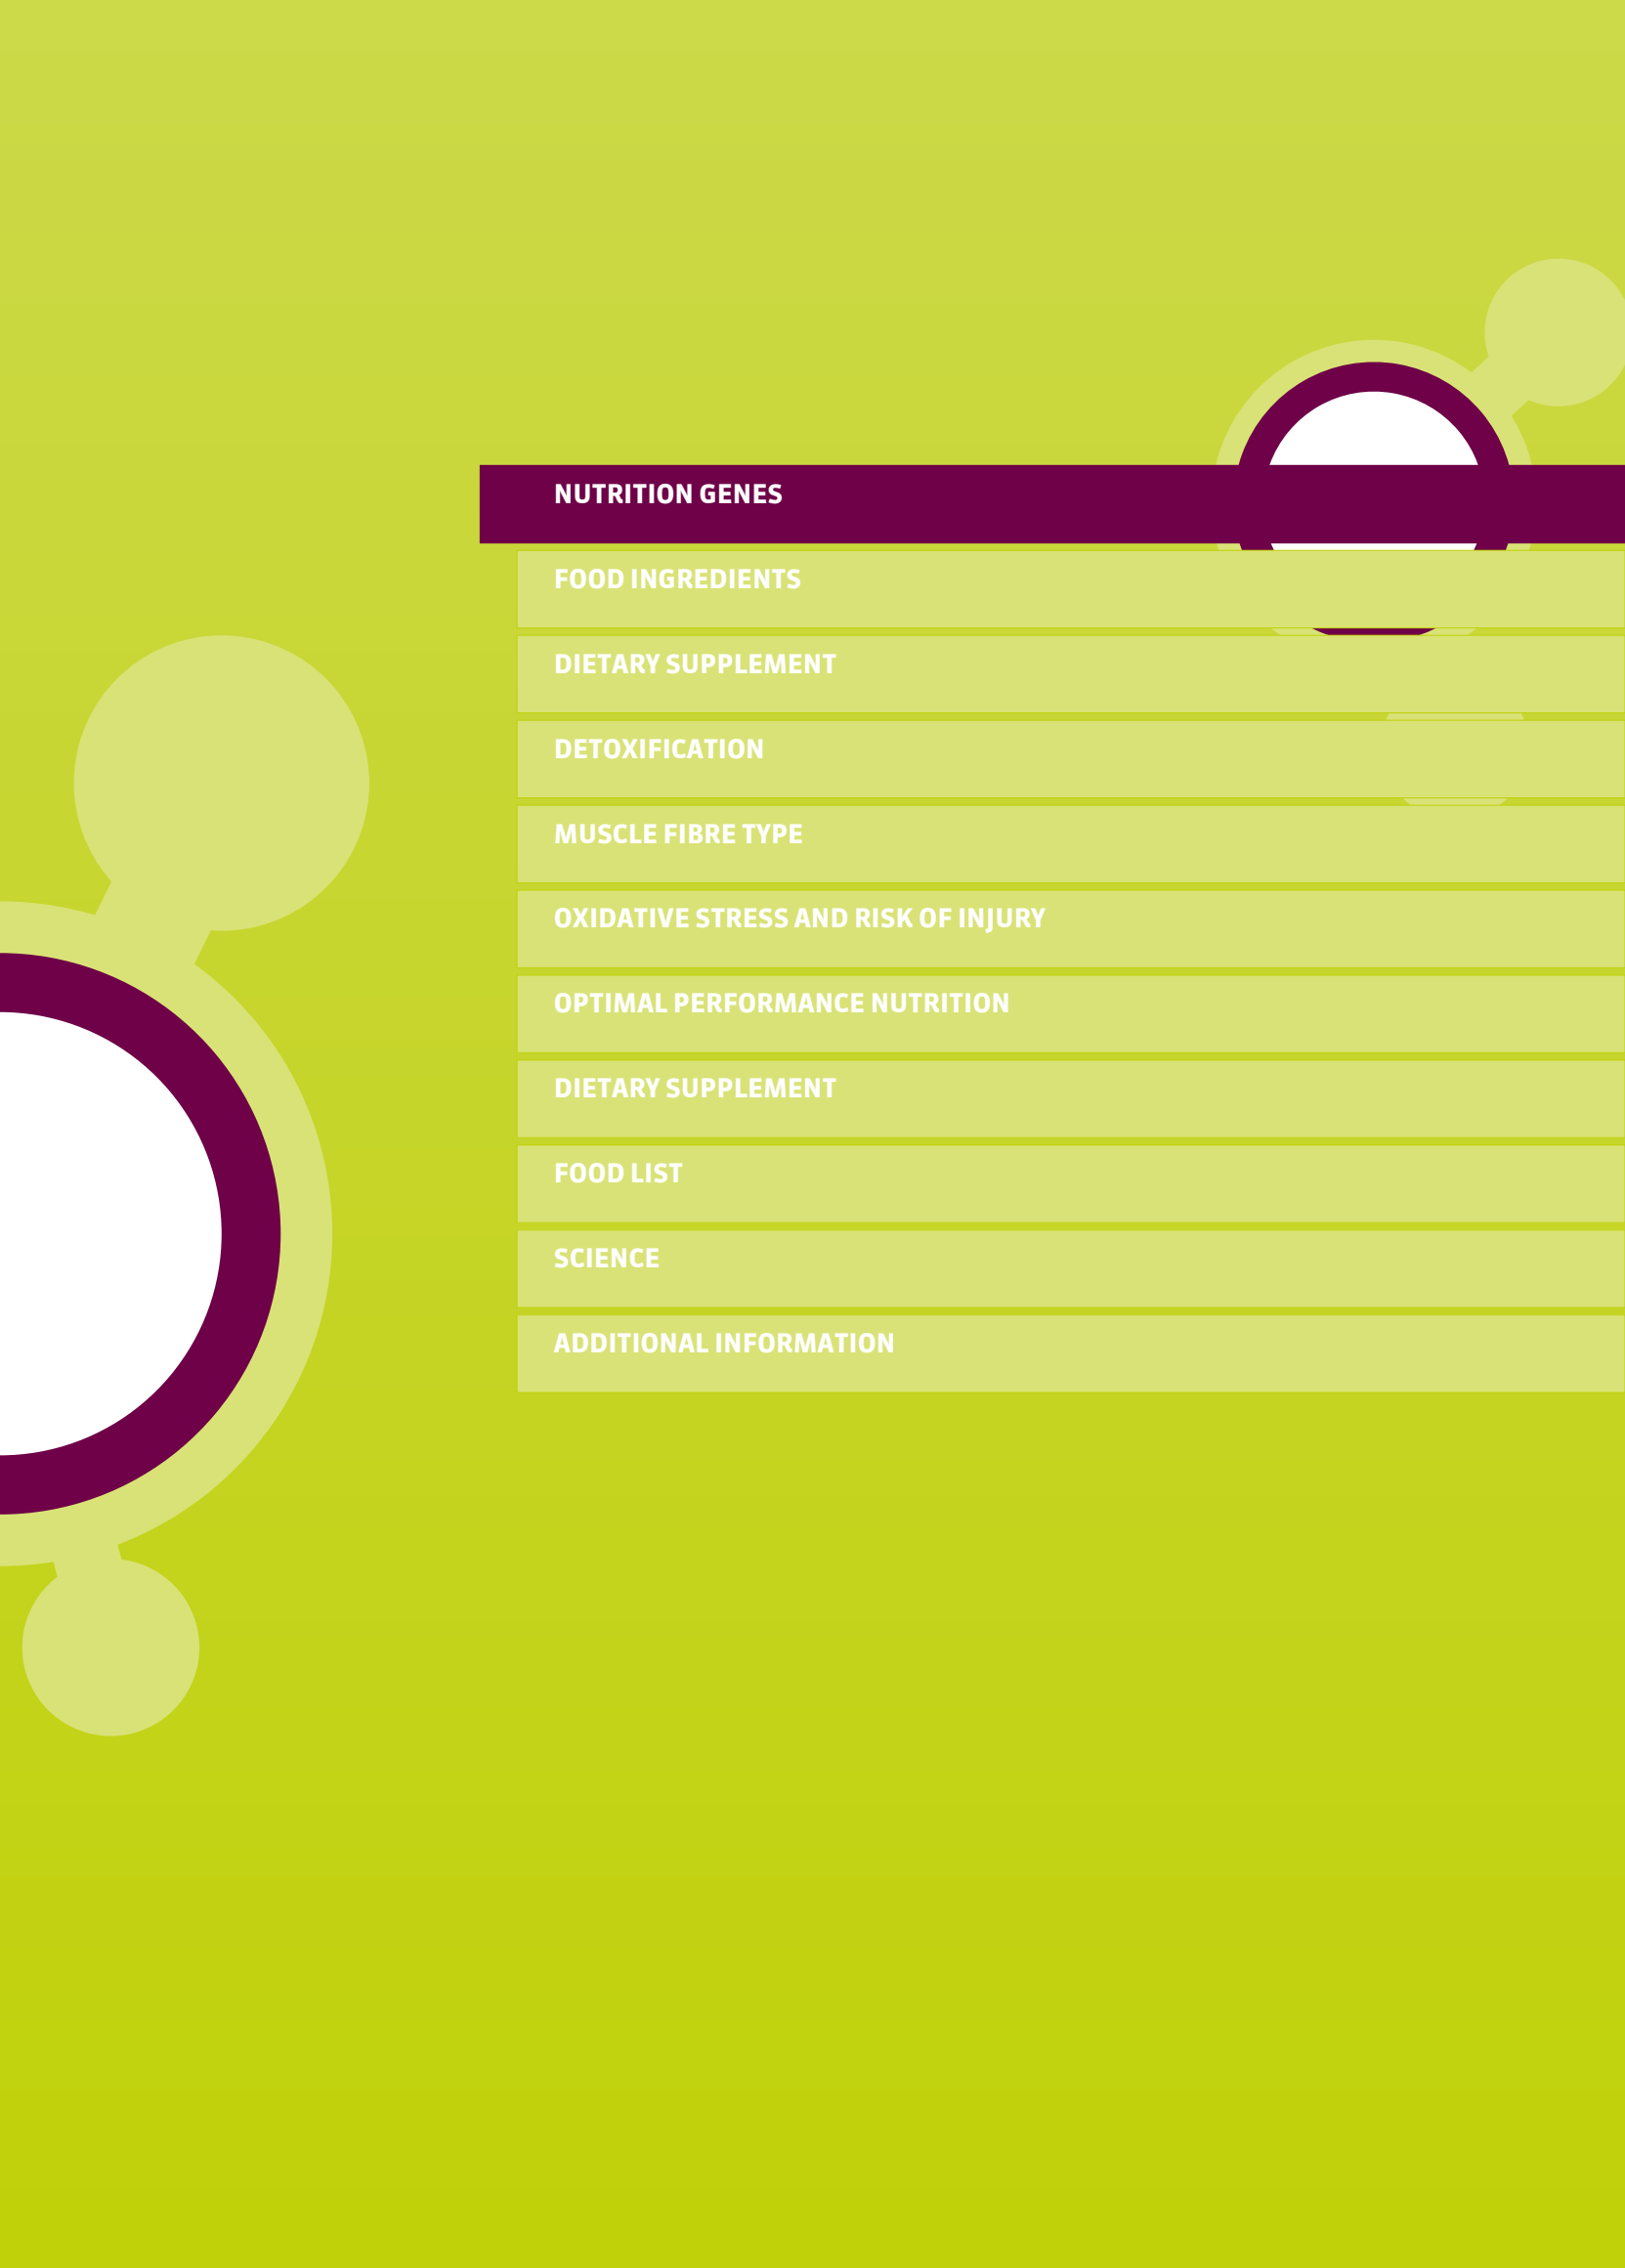 NUTRITION GENES
FOOD INGREDIENTS
DIETARY SUPPLEMENT
DETOXIFICATION
MUSCLE FIBRE TYPE
OXIDATIVE STRESS AND RISK OF INJURY
OPTIMAL PERFORMANCE NUTRITION
DIETARY SUPPLEMENT
FOOD LIST
SCIENCE
ADDITIONAL INFORMATION